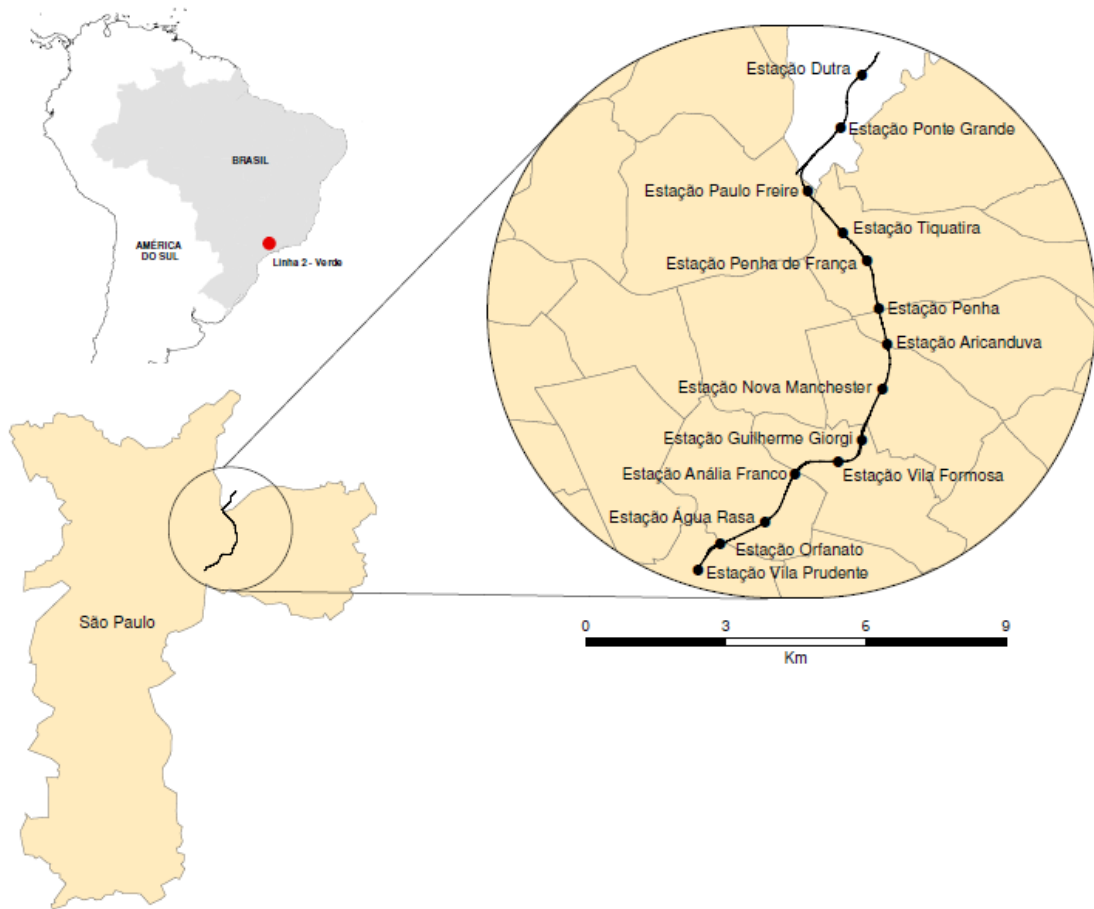 BRASIL
AMÉRICA
DO SUL
Linha 2 - Verde
São Paulo
Estação Dutra
Estação Ponte Grande
Estação Paulo Freire
Estação Tiquatira
Estação Penha de França
Estação Penha
Estação Aricanduva
Estação Nova Manchester
Estação Guilherme Giorgi
Estação Vila Formosa
Estação Anália Franco
Estação Água Rasa
Estação Orfanato
Estação Vila Prudente
0 3 6 9
Km